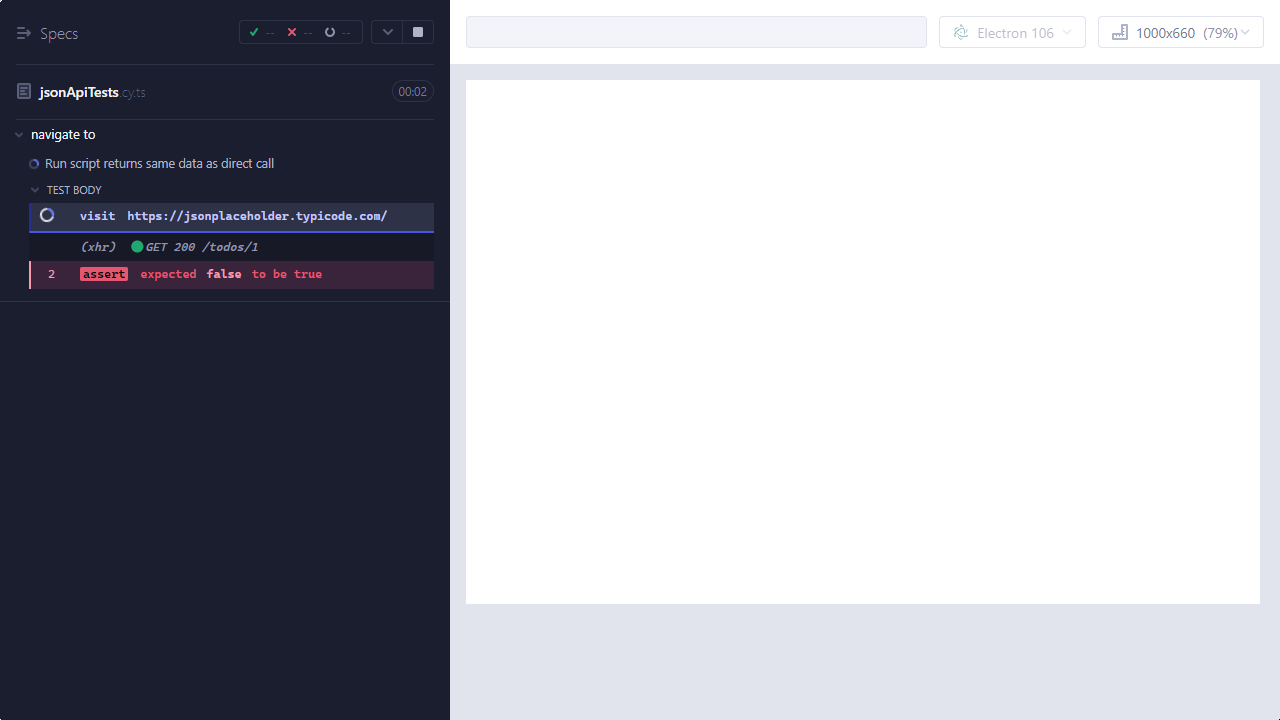 Specs -- -- --
jsonApiTests.cy.ts 00:02
navigate to
Run script returns same data as direct call
TEST BODY
visit https://jsonplaceholder.typicode.com/
(xhr) GET 200 /todos/1
2 assert expected false to be true
Electron 106
1000x660 (79%)